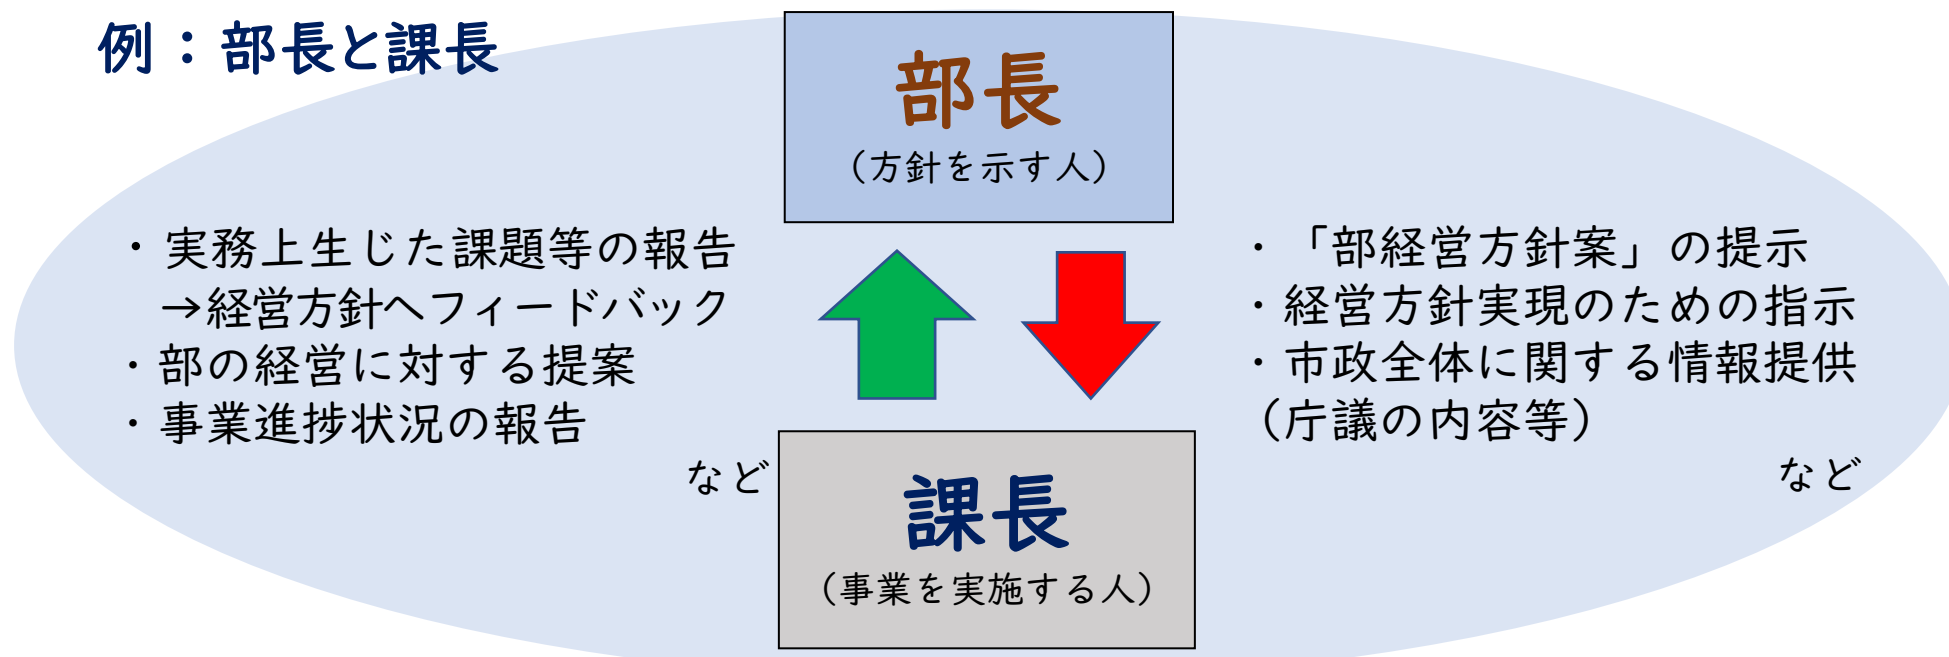 例：部長と課長
部長
（方針を示す人）
・実務上生じた課題等の報告
→経営方針へフィードバック
・部の経営に対する提案
・事業進捗状況の報告
など
・「部経営方針案」の提示
・経営方針実現のための指示
・市政全体に関する情報提供
（庁議の内容等）
など
課長
（事業を実施する人）